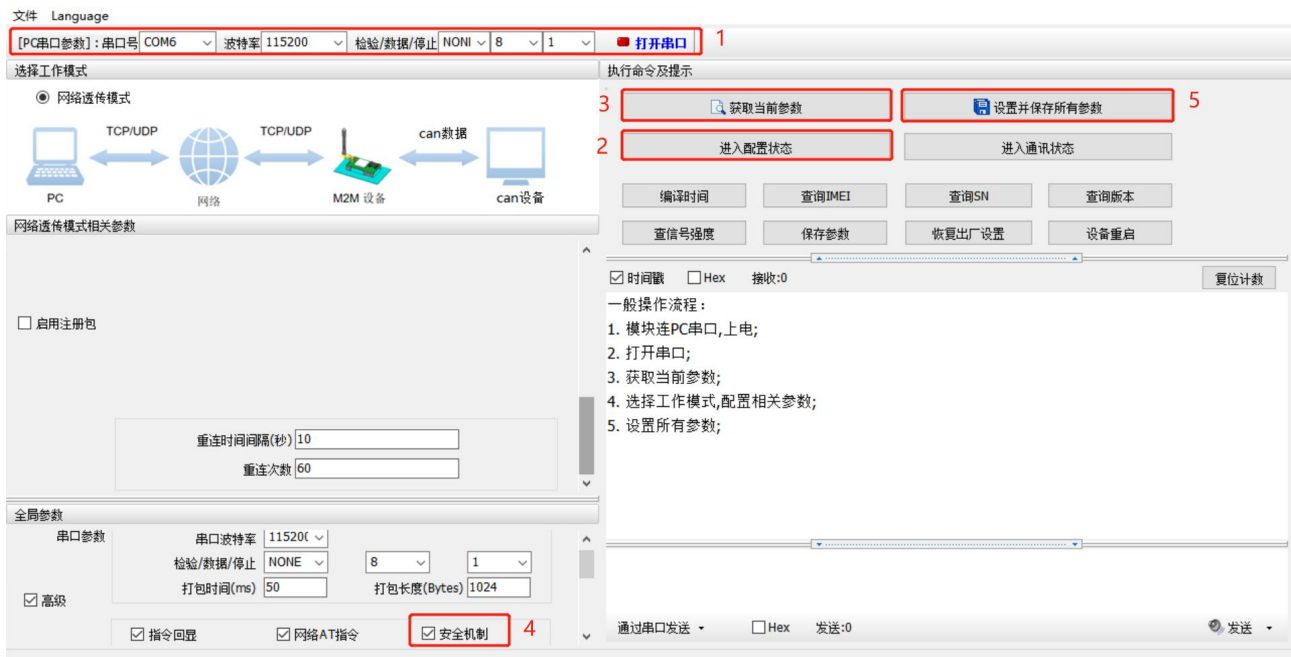 文件 Language
[PC串口参数]:串口号 COM6 波特率 115200 检验/数据/停止 NONI 8 1 打开串口 1
选择工作模式
网络透传模式
TCP/UDP TCP/UDP can数据
PC 网络 M2M 设备 can设备
网络透传模式相关参数
启用注册包
重连时间间隔(秒) 10
重连次数 60
全局参数
串口参数 串口波特率 11520(
检验/数据/停止 NONE 8 1
打包时间(ms) 50 打包长度(Bytes) 1024
高级
指令回显 网络AT指令 安全机制 4
执行命令及提示
3 获取当前参数 设置并保存所有参数 5
2 进入配置状态 进入通讯状态
编译时间 查询IMEI 查询SN 查询版本
查信号强度 保存参数 恢复出厂设置 设备重启
时间戳 Hex 接收:0 复位计数
一般操作流程:
1. 模块连PC串口,上电;
2. 打开串口;
3. 获取当前参数;
4. 选择工作模式,配置相关参数;
5. 设置所有参数;
通过串口发送 Hex 发送:0 发送